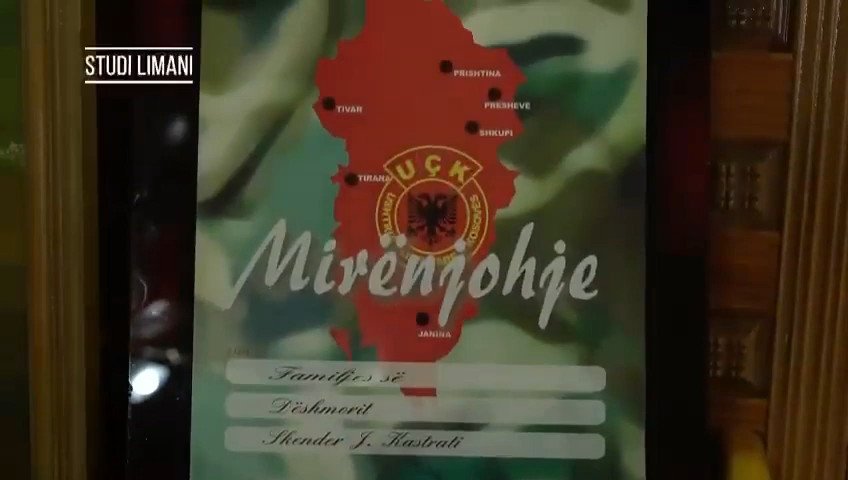 STUDI LIMANI
PRISHTINA
TIVAR
PRESHEVE
SHKUPI
TIRANA
UÇK
Mirënjohje
JANINA
Familjes së
Dëshmorit
Skender J. Kastrati